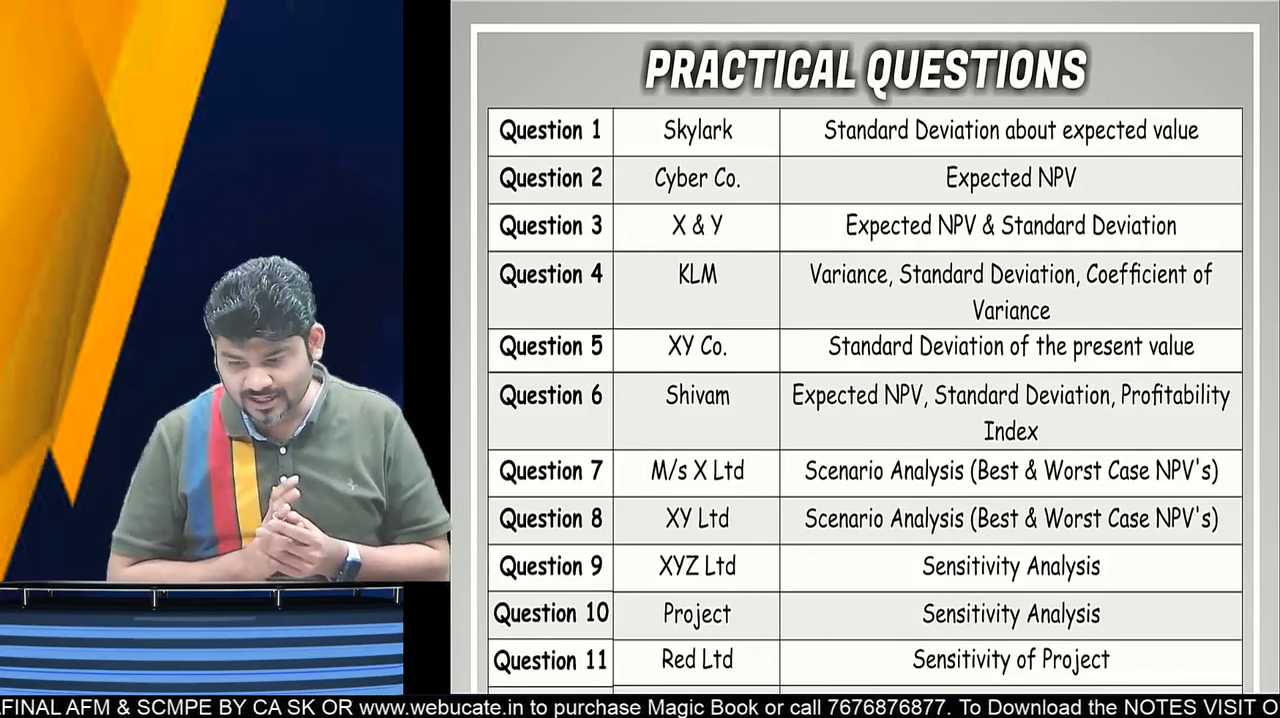 PRACTICAL QUESTIONS
Question 1 Skylark Standard Deviation about expected value
Question 2 Cyber Co. Expected NPV
Question 3 X & Y Expected NPV & Standard Deviation
Question 4 KLM Variance, Standard Deviation, Coefficient of
Variance
Question 5 XY Co. Standard Deviation of the present value
Question 6 Shivam Expected NPV, Standard Deviation, Profitability
Index
Question 7 M/s X Ltd Scenario Analysis (Best & Worst Case NPV's)
Question 8 XY Ltd Scenario Analysis (Best & Worst Case NPV's)
Question 9 XYZ Ltd Sensitivity Analysis
Question 10 Project Sensitivity Analysis
Question 11 Red Ltd Sensitivity of Project
FINAL AFM & SCMPE BY CA SK OR www.webucate.in to purchase Magic Book or call 7676876877. To Download the NOTES VISIT O